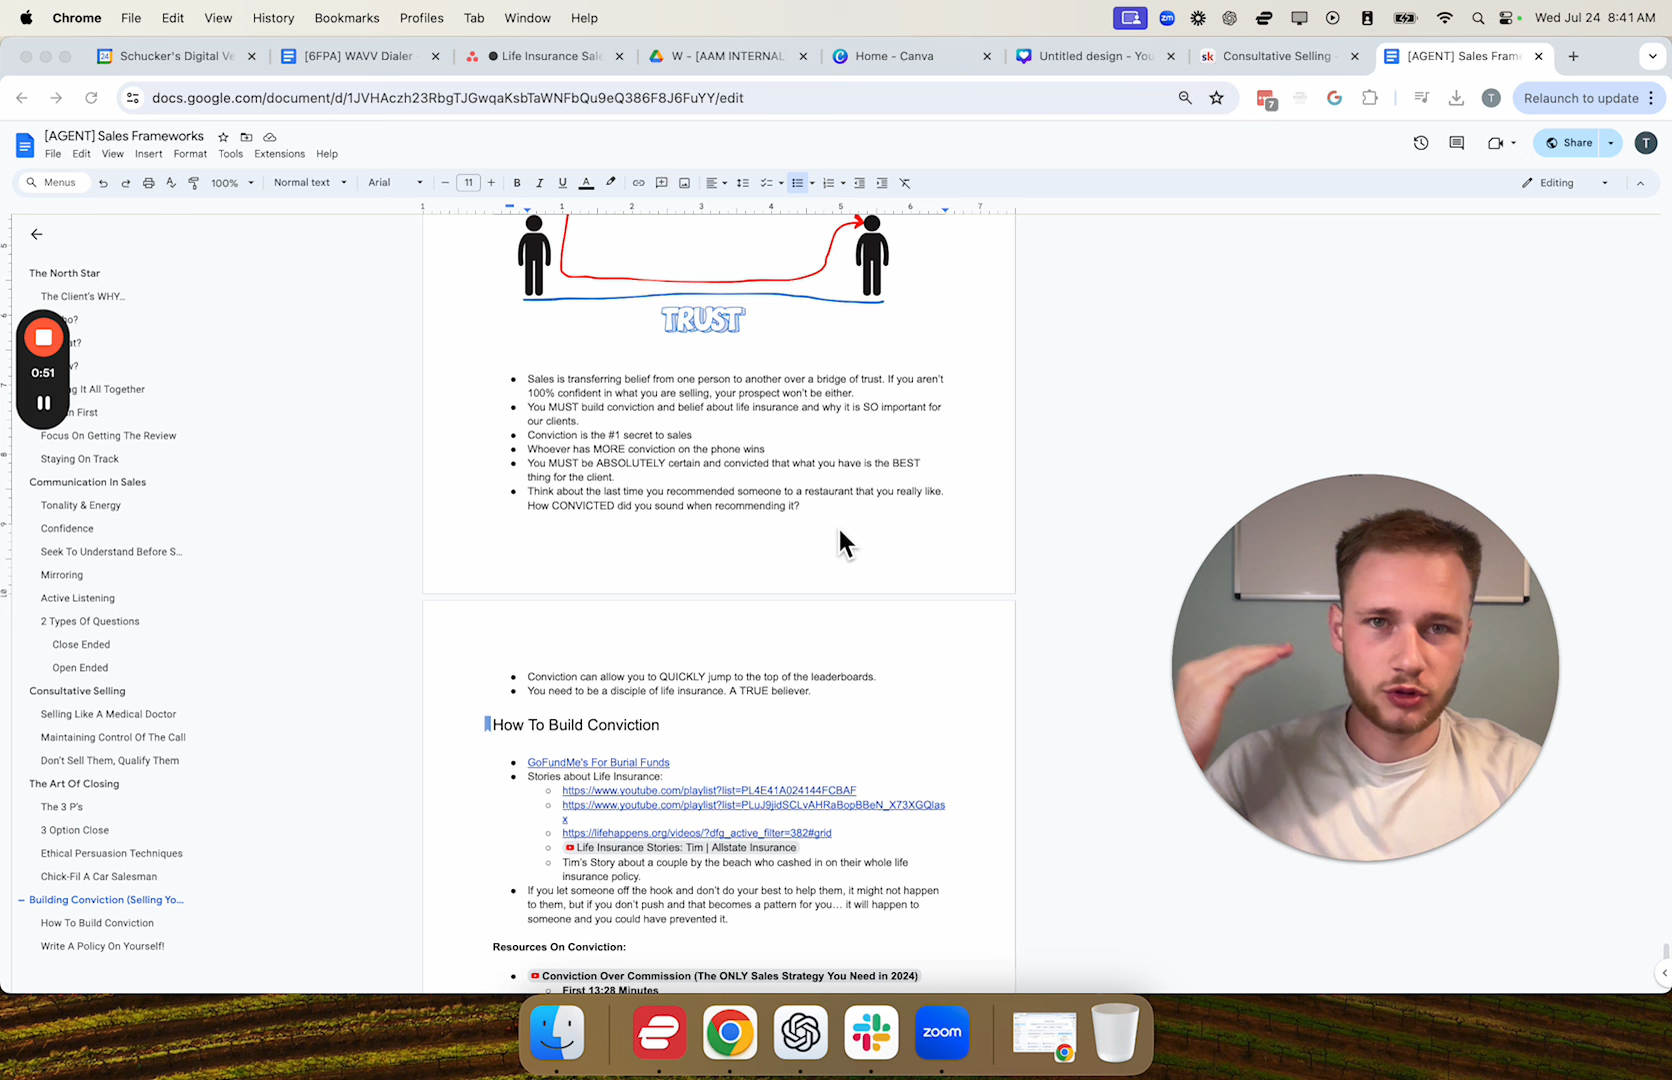 Chrome File Edit View History Bookmarks Profiles Tab Window Help
zm
Wed Jul 24 8:41 AM
Schucker's Digital Ve
[6FPA] WAVV Dialer
Life Insurance Sal
W - [AAM INTERNAL
Home - Canva
Untitled design - You
sk Consultative Selling -
[AGENT] Sales Fram
docs.google.com/document/d/1JVHAczh23RbgTJGwqaKsbTaWNFbQu9eQ386F8J6FuYY/edit
7
T
Relaunch to update
[AGENT] Sales Frameworks
File Edit View Insert Format Tools Extensions Help
Share
T
Menus
100%
Normal text
Arial
11
B I U A
Editing
1 1 2 3 4 5 6 7
The North Star
The Client's WHY...
ho?
at?
w?
g It All Together
n First
Focus On Getting The Review
Staying On Track
Communication In Sales
Tonality & Energy
Confidence
Seek To Understand Before S...
Mirroring
Active Listening
2 Types Of Questions
Close Ended
Open Ended
Consultative Selling
Selling Like A Medical Doctor
Maintaining Control Of The Call
Don't Sell Them, Qualify Them
The Art Of Closing
The 3 P's
3 Option Close
Ethical Persuasion Techniques
Chick-Fil A Car Salesman
Building Conviction (Selling Yo...
How To Build Conviction
Write A Policy On Yourself!
0:51
TRUST
Sales is transferring belief from one person to another over a bridge of trust. If you aren't
100% confident in what you are selling, your prospect won't be either.
You MUST build conviction and belief about life insurance and why it is SO important for
our clients.
Conviction is the #1 secret to sales
Whoever has MORE conviction on the phone wins
You MUST be ABSOLUTELY certain and convicted that what you have is the BEST
thing for the client.
Think about the last time you recommended someone to a restaurant that you really like.
How CONVICTED did you sound when recommending it?
Conviction can allow you to QUICKLY jump to the top of the leaderboards.
You need to be a disciple of life insurance. A TRUE believer.
How To Build Conviction
GoFundMe's For Burial Funds
Stories about Life Insurance:
https://www.youtube.com/playlist?list=PL4E41A024144FCBAF
https://www.youtube.com/playlist?list=PLuJ9jidSCLvAHRaBopBBeN_X73XGQlas
x
https://lifehappens.org/videos/?dfg_active_filter=382#grid
Life Insurance Stories: Tim | Allstate Insurance
Tim's Story about a couple by the beach who cashed in on their whole life
insurance policy.
If you let someone off the hook and don't do your best to help them, it might not happen
to them, but if you don't push and that becomes a pattern for you... it will happen to
someone and you could have prevented it.
Resources On Conviction:
Conviction Over Commission (The ONLY Sales Strategy You Need in 2024)
First 13:28 Minutes
zoom